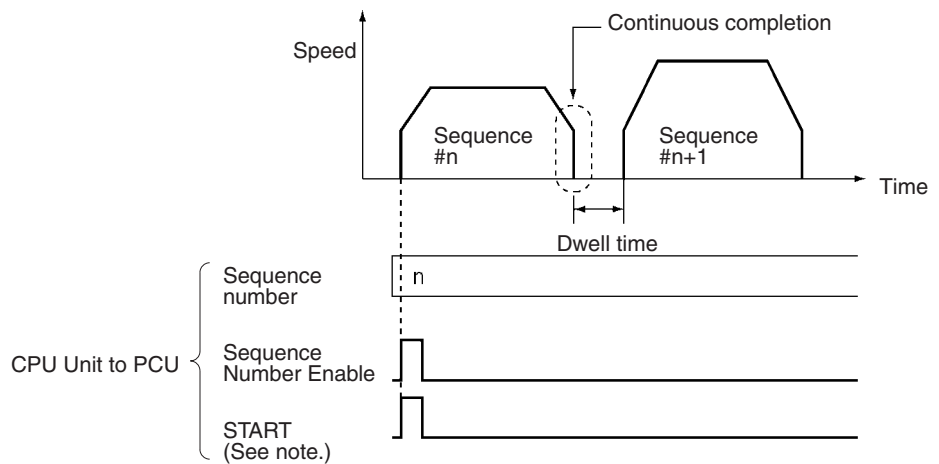 Continuous completion
Speed
Sequence
#n
Sequence
#n+1
Time
Dwell time
Sequence
number
n
CPU Unit to PCU
Sequence
Number Enable
START
(See note.)